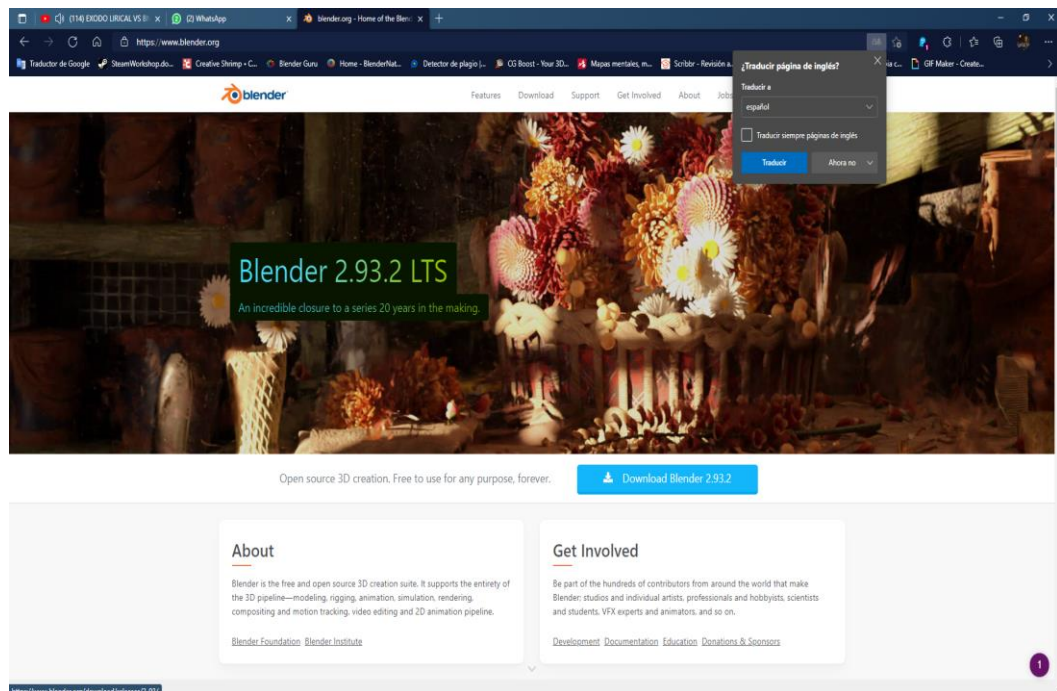 (114) EXODO LIRICAL VS B
(2) WhatsApp
blender.org - Home of the Blend
https://www.blender.org
Traductor de Google
SteamWorkshop.do...
Creative Shrimp • C...
Blender Guru
Home - BlenderNat...
Detector de plagio |...
CG Boost - Your 3D...
Mapas mentales, m...
Scribbr - Revisión a...
GIF Maker - Create...
¿Traducir página de inglés?
Traducir a
español
Traducir siempre páginas de inglés
Traducir
Ahora no
blender
Features Download Support Get Involved About Jobs
Blender 2.93.2 LTS
An incredible closure to a series 20 years in the making.
Open source 3D creation. Free to use for any purpose, forever.
Download Blender 2.93.2
About
Blender is the free and open source 3D creation suite. It supports the entirety of
the 3D pipeline—modeling, rigging, animation, simulation, rendering,
compositing and motion tracking, video editing and 2D animation pipeline.
Blender Foundation Blender Institute
Get Involved
Be part of the hundreds of contributors from around the world that make
Blender: studios and individual artists, professionals and hobbyists, scientists
and students, VFX experts and animators, and so on.
Development Documentation Education Donations & Sponsors
1